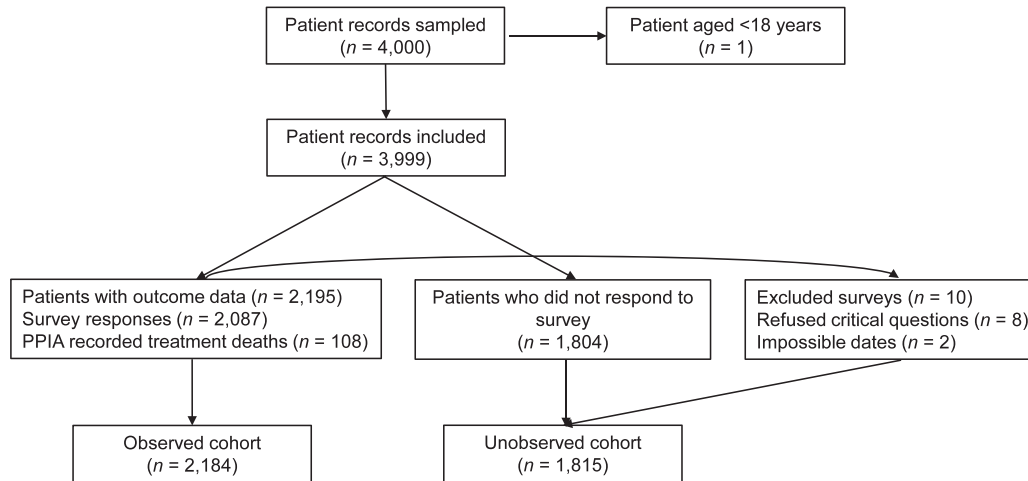 Patient records sampled
(n = 4,000)
Patient aged <18 years
(n = 1)
Patient records included
(n = 3,999)
Patients with outcome data (n = 2,195)
Survey responses (n = 2,087)
PPIA recorded treatment deaths (n = 108)
Patients who did not respond to
survey
(n = 1,804)
Excluded surveys (n = 10)
Refused critical questions (n = 8)
Impossible dates (n = 2)
Observed cohort
(n = 2,184)
Unobserved cohort
(n = 1,815)